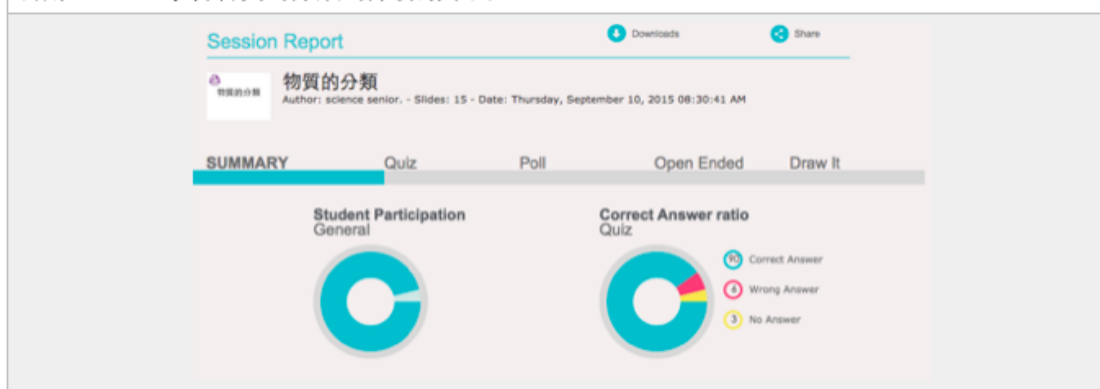 Session Report
Downloads
Share
物質的分類
物質的分類
Author: science senior. - Slides: 15 - Date: Thursday, September 10, 2015 08:30:41 AM
SUMMARY
Quiz
Poll
Open Ended
Draw It
Student Participation
General
Correct Answer ratio
Quiz
90 Correct Answer
6 Wrong Answer
3 No Answer